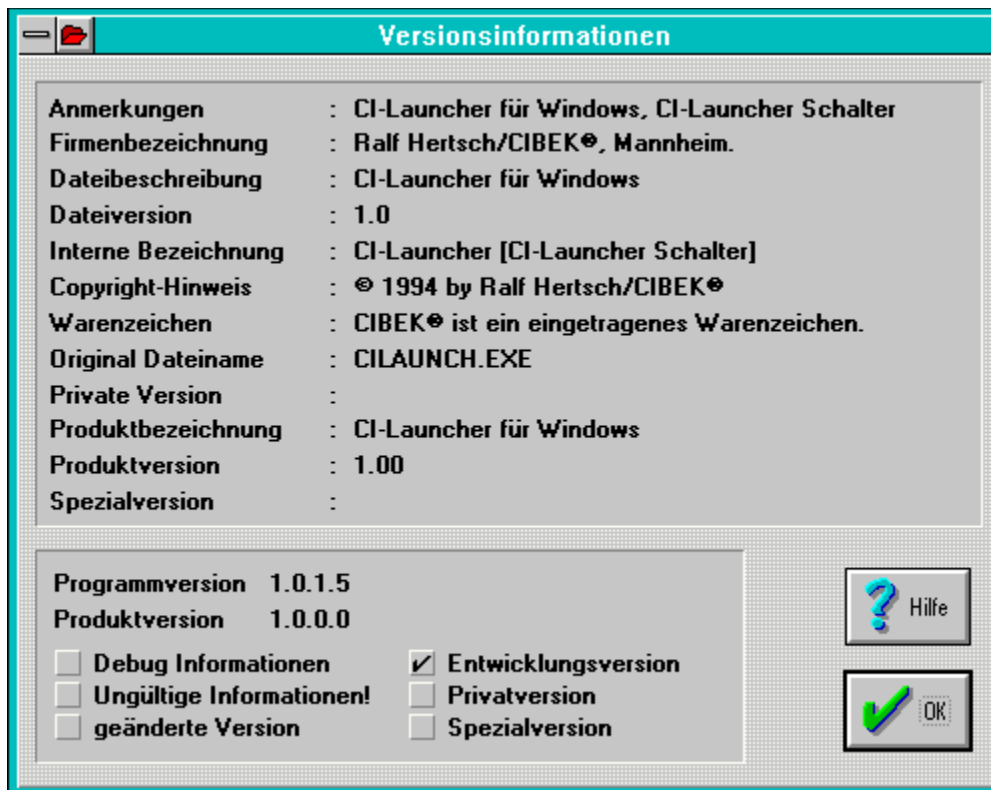 Versionsinformationen
Anmerkungen : CI-Launcher für Windows, CI-Launcher Schalter
Firmenbezeichnung : Ralf Hertsch/CIBEK®, Mannheim.
Dateibeschreibung : CI-Launcher für Windows
Dateiversion : 1.0
Interne Bezeichnung : CI-Launcher [CI-Launcher Schalter]
Copyright-Hinweis : © 1994 by Ralf Hertsch/CIBEK®
Warenzeichen : CIBEK® ist ein eingetragenes Warenzeichen.
Original Dateiname : CILAUNCH.EXE
Private Version :
Produktbezeichnung : CI-Launcher für Windows
Produktversion : 1.00
Spezialversion :
Programmversion 1.0.1.5
Produktversion 1.0.0.0
Debug Informationen ✓ Entwicklungsversion
Ungültige Informationen! Privatversion
geänderte Version Spezialversion
? Hilfe
OK